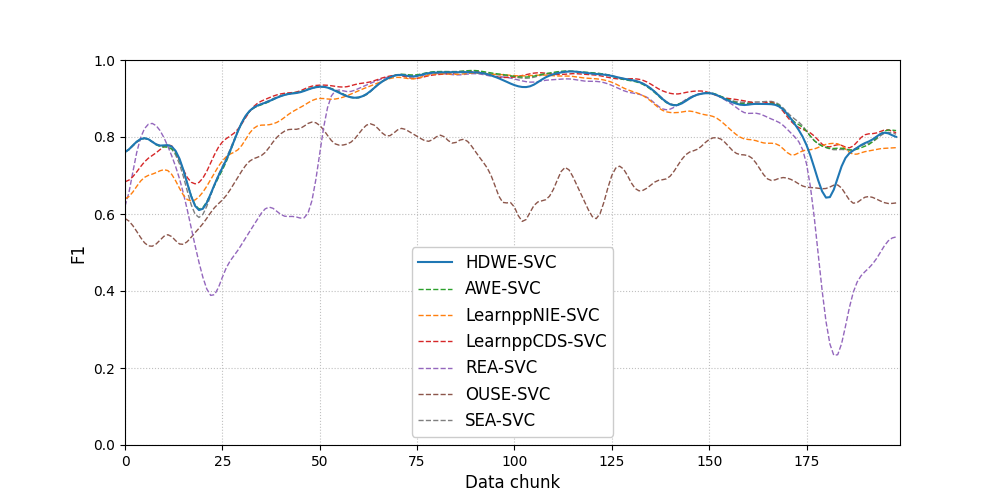 1.0
0.8
0.6
0.4
0.2
0.0
F1
HDWE-SVC
AWE-SVC
LearnppNIE-SVC
LearnppCDS-SVC
REA-SVC
OUSE-SVC
SEA-SVC
0 25 50 75 100 125 150 175
Data chunk